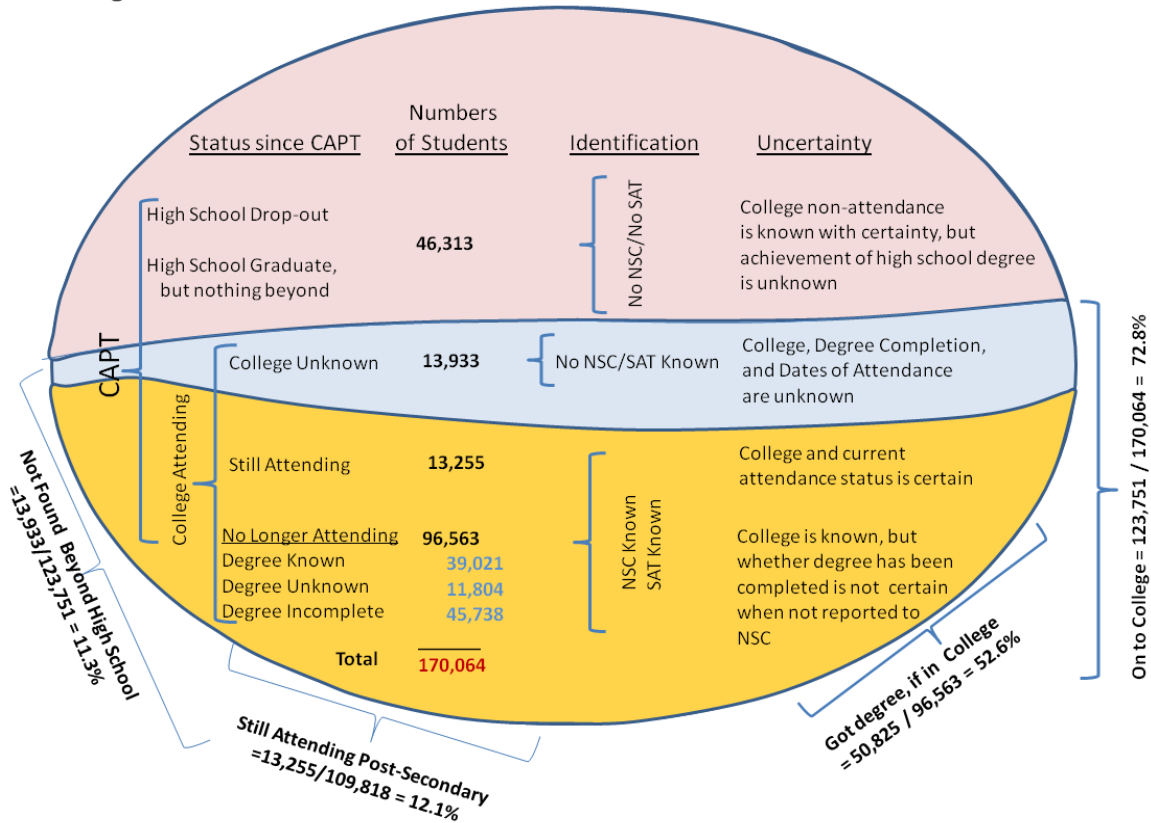 Numbers
Status since CAPT of Students Identification Uncertainty
High School Drop-out
46,313
High School Graduate,
but nothing beyond
No NSC/No SAT
College non-attendance
is known with certainty, but
achievement of high school degree
is unknown
CAPT
College Unknown 13,933 No NSC/SAT Known
College, Degree Completion,
and Dates of Attendance
are unknown
College Attending
Still Attending 13,255
College and current
attendance status is certain
No Longer Attending 96,563
Degree Known 39,021
Degree Unknown 11,804
Degree Incomplete 45,738
Total 170,064
NSC Known
SAT Known
College is known, but
whether degree has been
completed is not certain
when not reported to
NSC
Not Found Beyond High School
=13,933/123,751 = 11.3%
Still Attending Post-Secondary
=13,255/109,818 = 12.1%
Got degree, if in College
= 50,825 / 96,563 = 52.6%
On to College = 123,751 / 170,064 = 72.8%